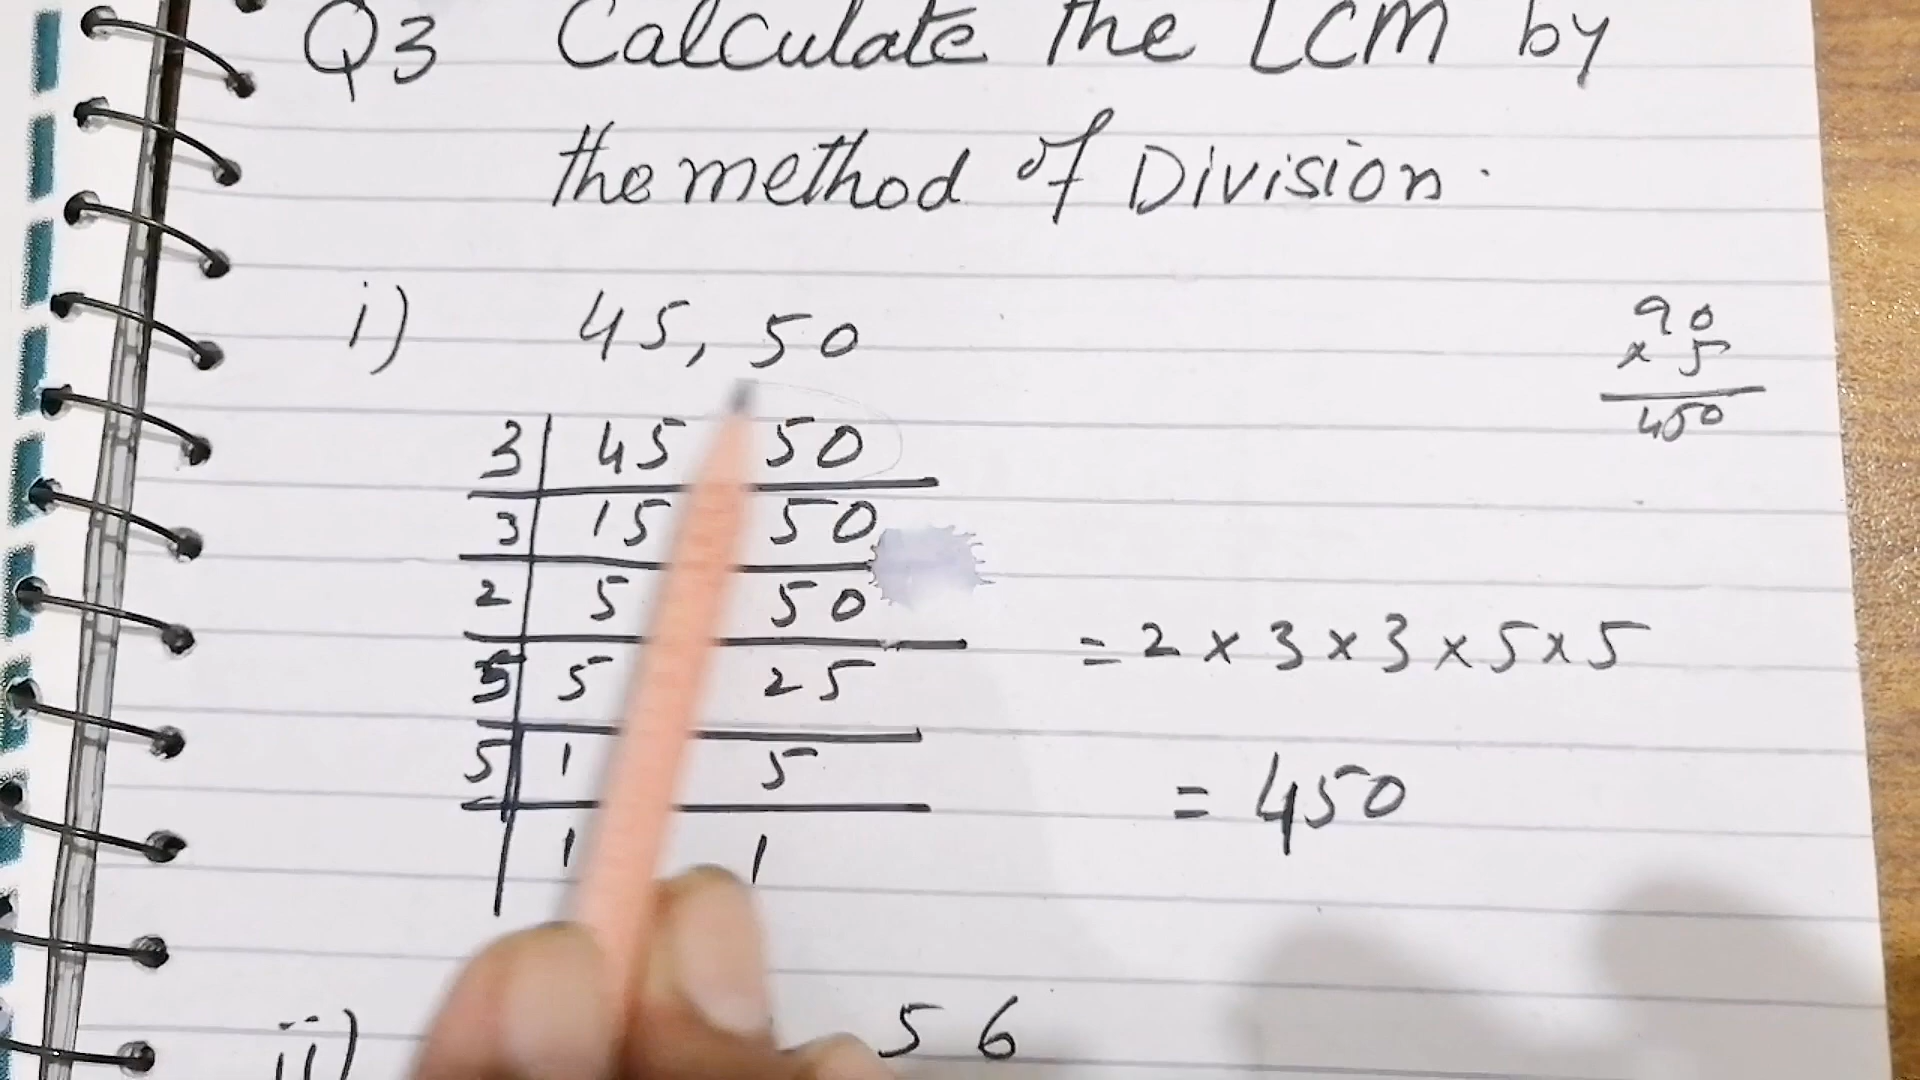 Q3 Calculate the LCM by
the method of Division.
i) 45, 50
90
x 5
450
3 45 50
3 15 50
2 5 50
5 5 25
5 1 5
1 1
= 2 x 3 x 3 x 5 x 5
= 450
ii) 56